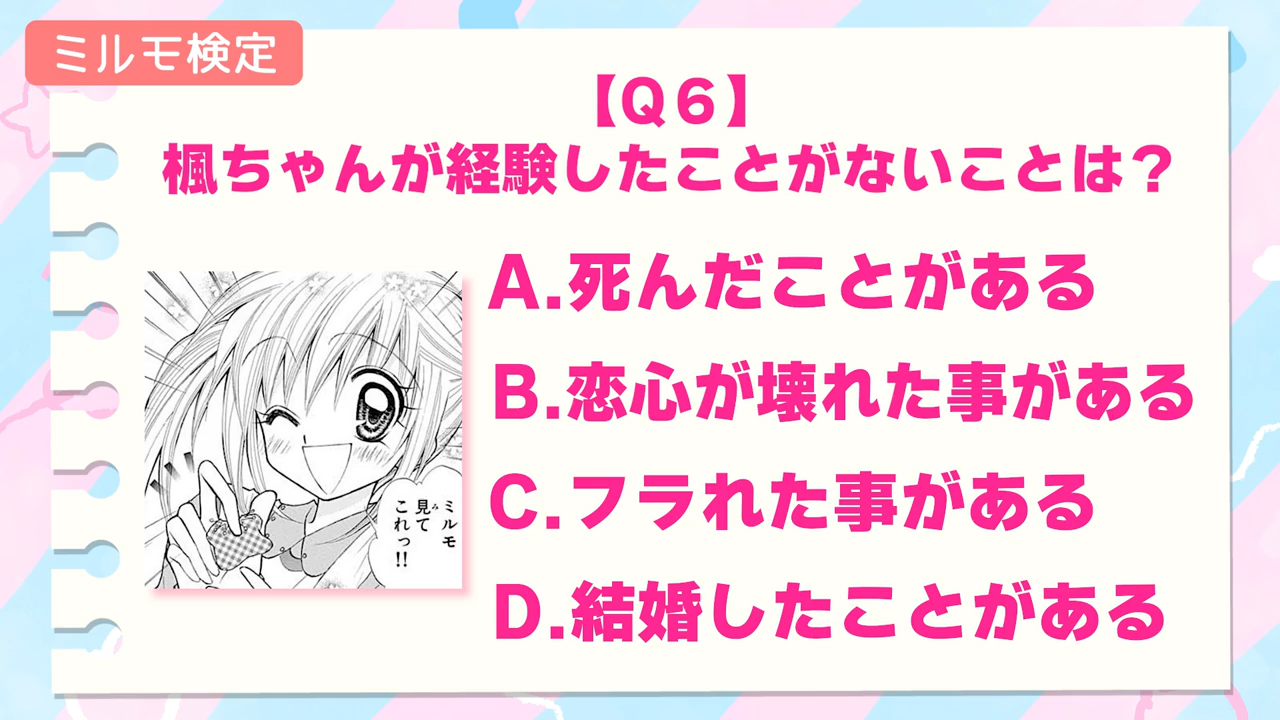 ミルモ検定
【Q6】
楓ちゃんが経験したことがないことは？
A.死んだことがある
B.恋心が壊れた事がある
C.フラれた事がある
D.結婚したことがある
ミルモ
見て
み
これっ!!